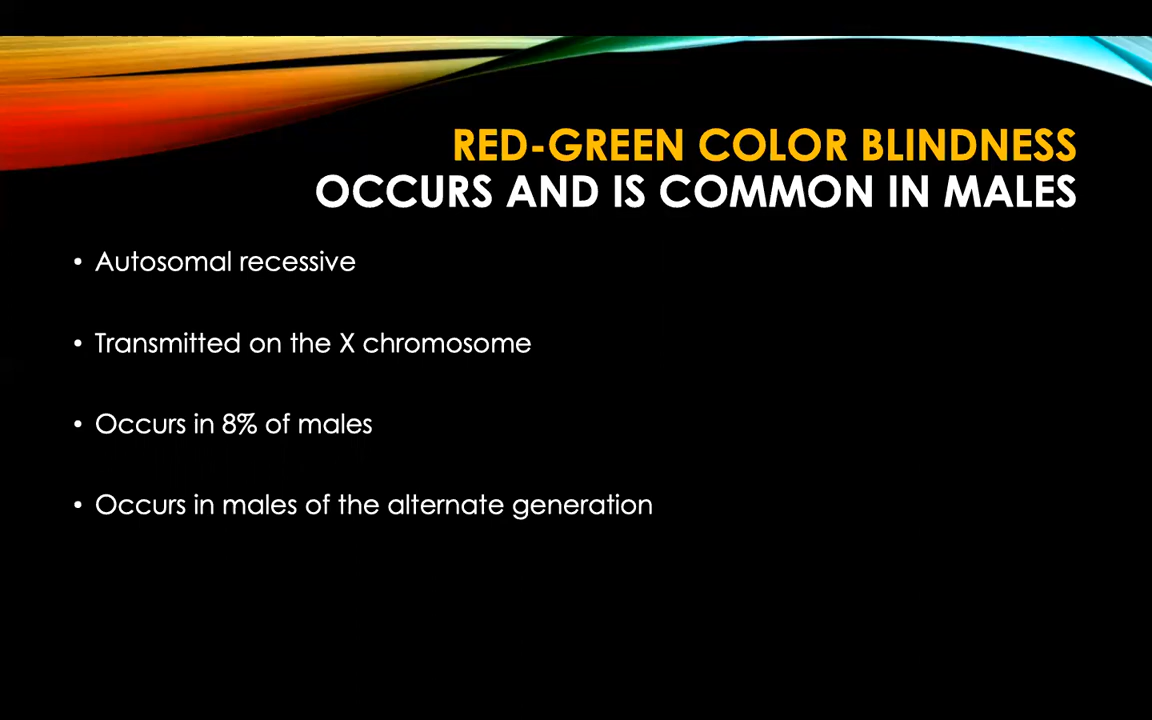 RED-GREEN COLOR BLINDNESS
OCCURS AND IS COMMON IN MALES
• Autosomal recessive
• Transmitted on the X chromosome
• Occurs in 8% of males
• Occurs in males of the alternate generation